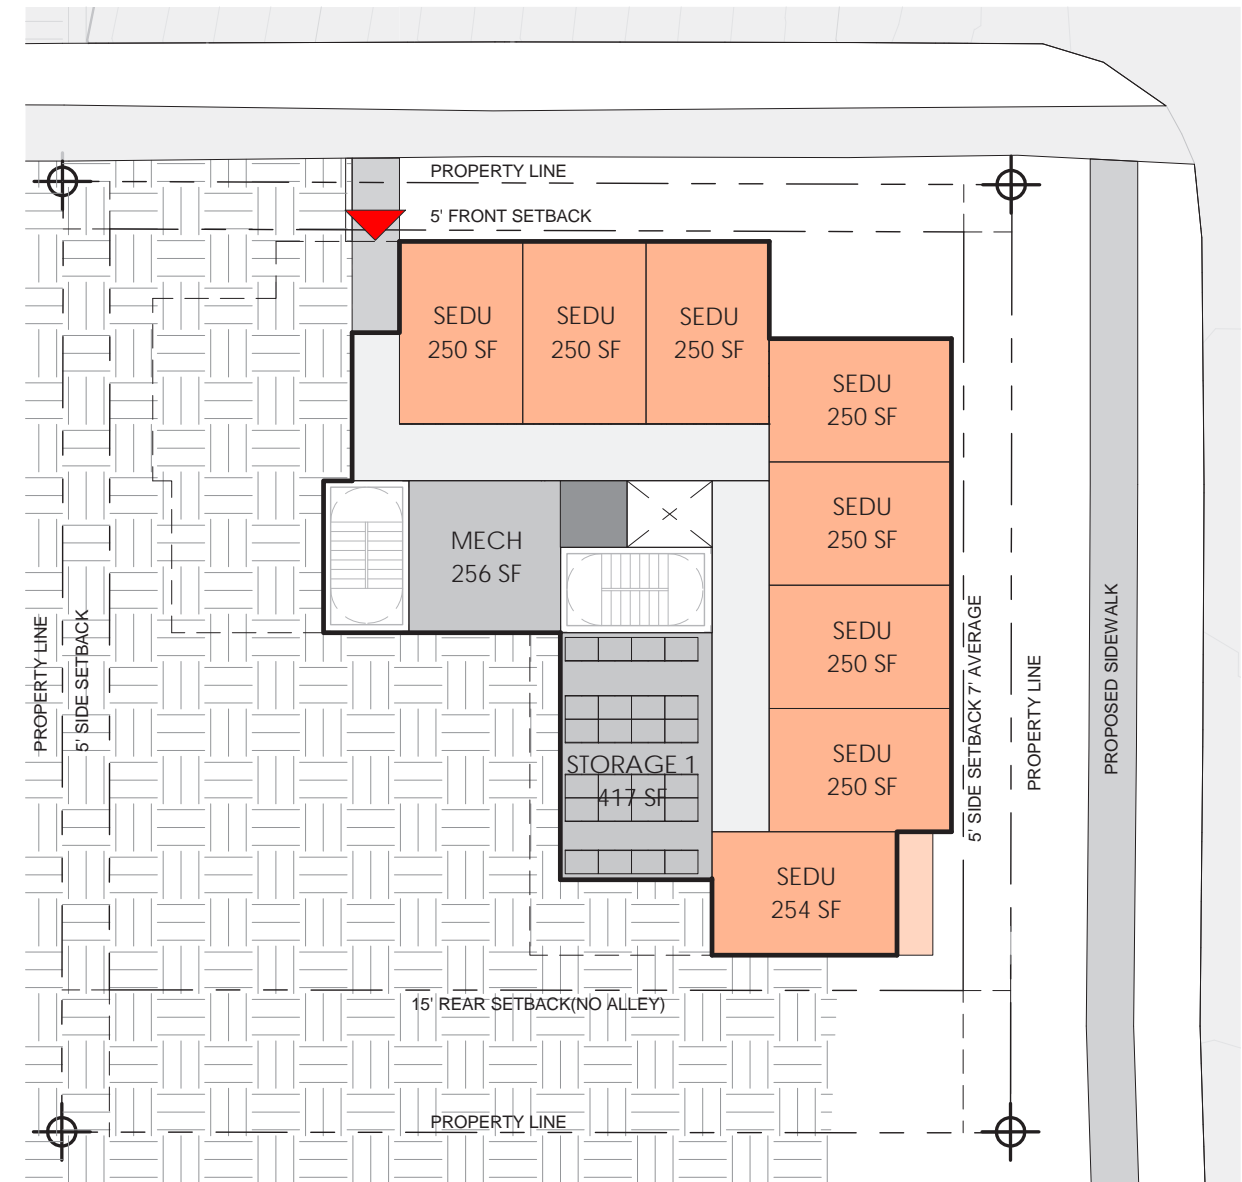 PROPERTY LINE
5' FRONT SETBACK
SEDU
250 SF
SEDU
250 SF
SEDU
250 SF
SEDU
250 SF
SEDU
250 SF
MECH
256 SF
SEDU
250 SF
SEDU
250 SF
STORAGE 1
417 SF
SEDU
254 SF
PROPERTY LINE
5' SIDE SETBACK
5' SIDE SETBACK 7' AVERAGE
PROPERTY LINE
PROPOSED SIDEWALK
15' REAR SETBACK(NO ALLEY)
PROPERTY LINE